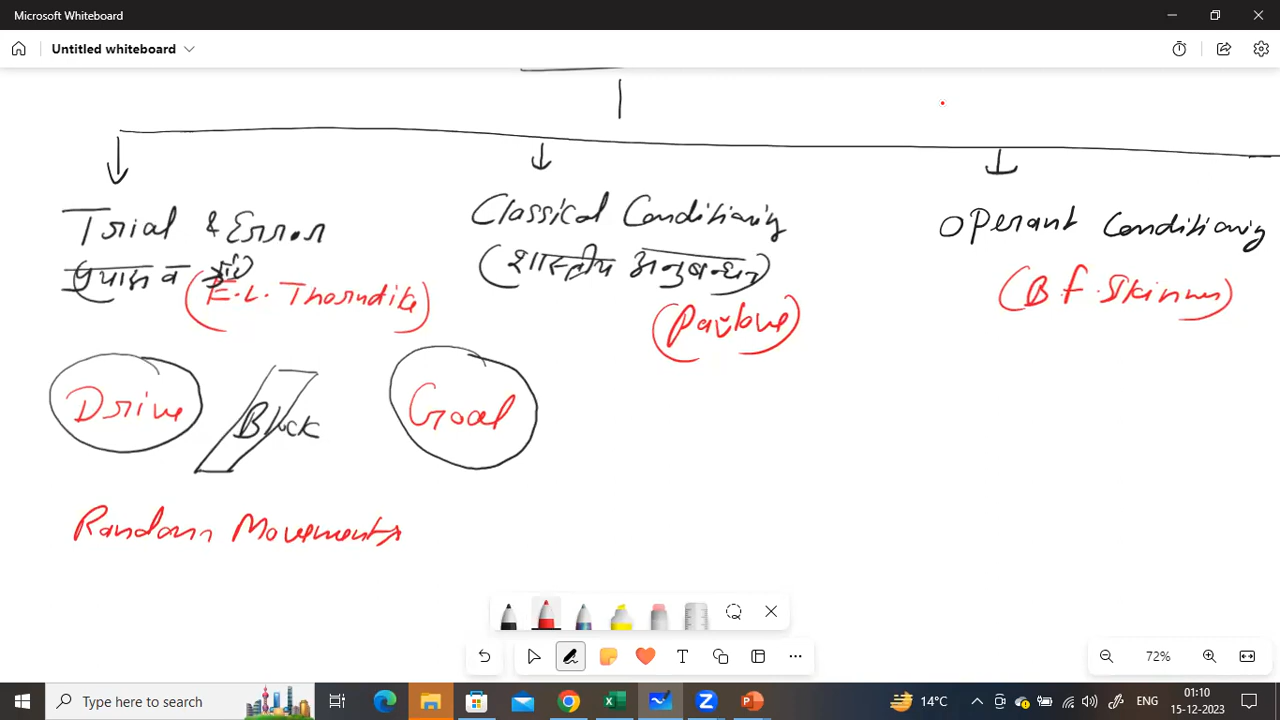 Microsoft Whiteboard
Untitled whiteboard
Trial & Error
Classical Conditioning
Operant Conditioning
प्रयास व
(शास्त्रीय अनुबन्धन)
(E.L. Thorndike)
(Pavlove)
(B.f. Skinner)
Drive
Block
Goal
Random Movements
72%
Type here to search
14°C
ENG
01:10
15-12-2023